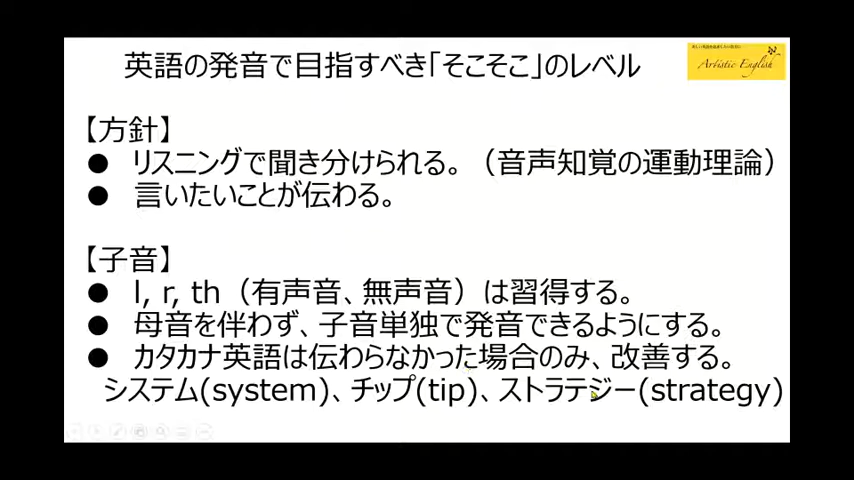 英語の発音で目指すべき「そこそこ」のレベル
Artistic English
【方針】
● リスニングで聞き分けられる。（音声知覚の運動理論）
● 言いたいことが伝わる。
【子音】
● l, r, th（有声音、無声音）は習得する。
● 母音を伴わず、子音単独で発音できるようにする。
● カタカナ英語は伝わらなかった場合のみ、改善する。
システム(system)、チップ(tip)、ストラテジー(strategy)